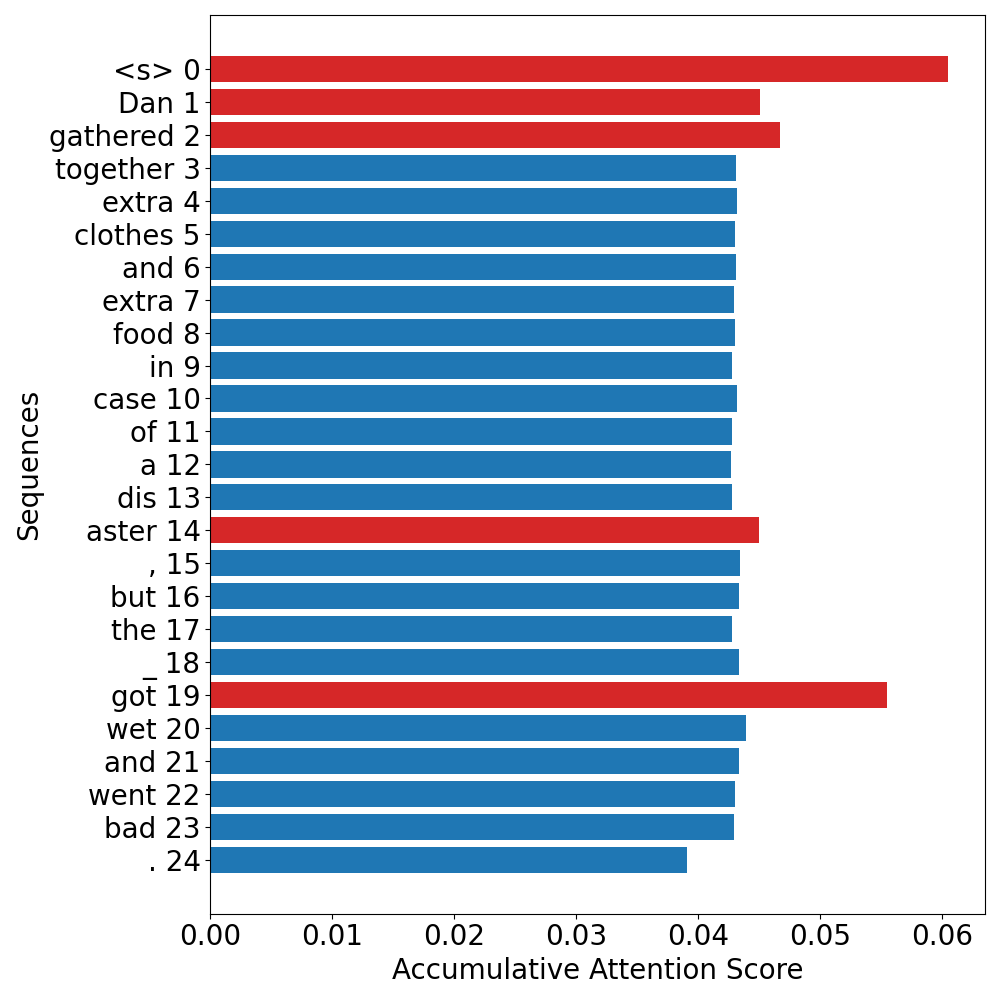 <s> 0
Dan 1
gathered 2
together 3
extra 4
clothes 5
and 6
extra 7
food 8
in 9
case 10
of 11
a 12
dis 13
aster 14
, 15
but 16
the 17
_ 18
got 19
wet 20
and 21
went 22
bad 23
. 24
Sequences
0.00 0.01 0.02 0.03 0.04 0.05 0.06
Accumulative Attention Score